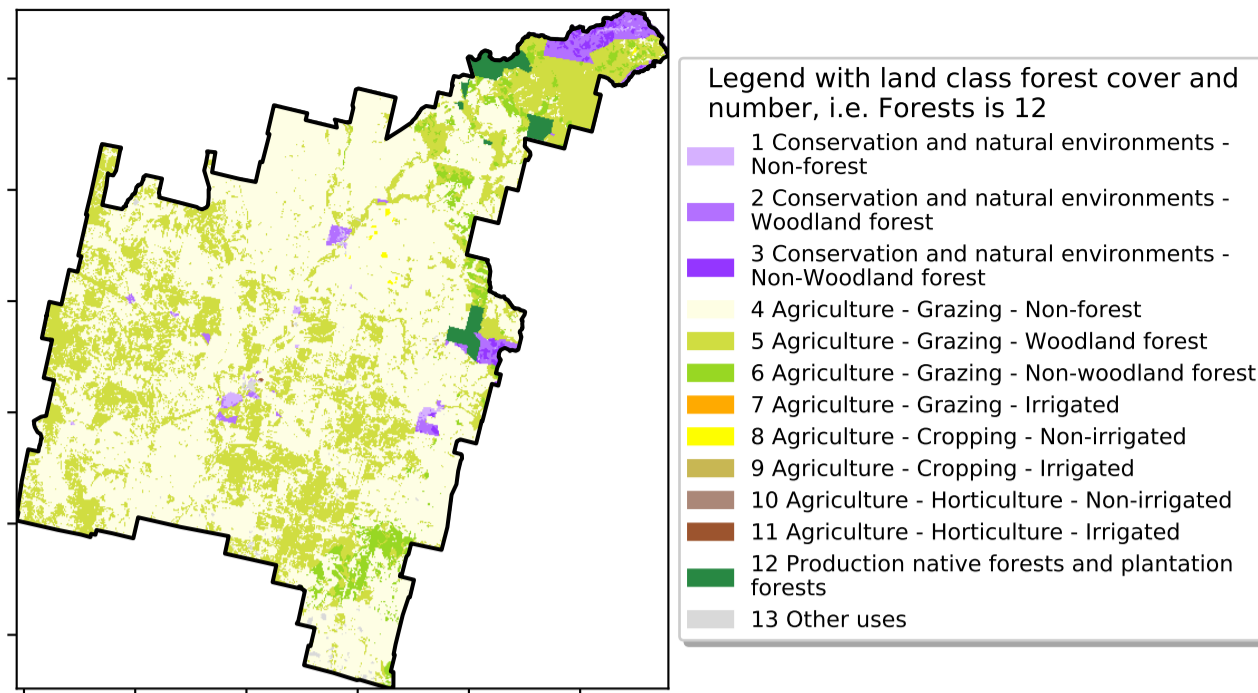 Legend with land class forest cover and
number, i.e. Forests is 12
1 Conservation and natural environments -
Non-forest
2 Conservation and natural environments -
Woodland forest
3 Conservation and natural environments -
Non-Woodland forest
4 Agriculture - Grazing - Non-forest
5 Agriculture - Grazing - Woodland forest
6 Agriculture - Grazing - Non-woodland forest
7 Agriculture - Grazing - Irrigated
8 Agriculture - Cropping - Non-irrigated
9 Agriculture - Cropping - Irrigated
10 Agriculture - Horticulture - Non-irrigated
11 Agriculture - Horticulture - Irrigated
12 Production native forests and plantation
forests
13 Other uses